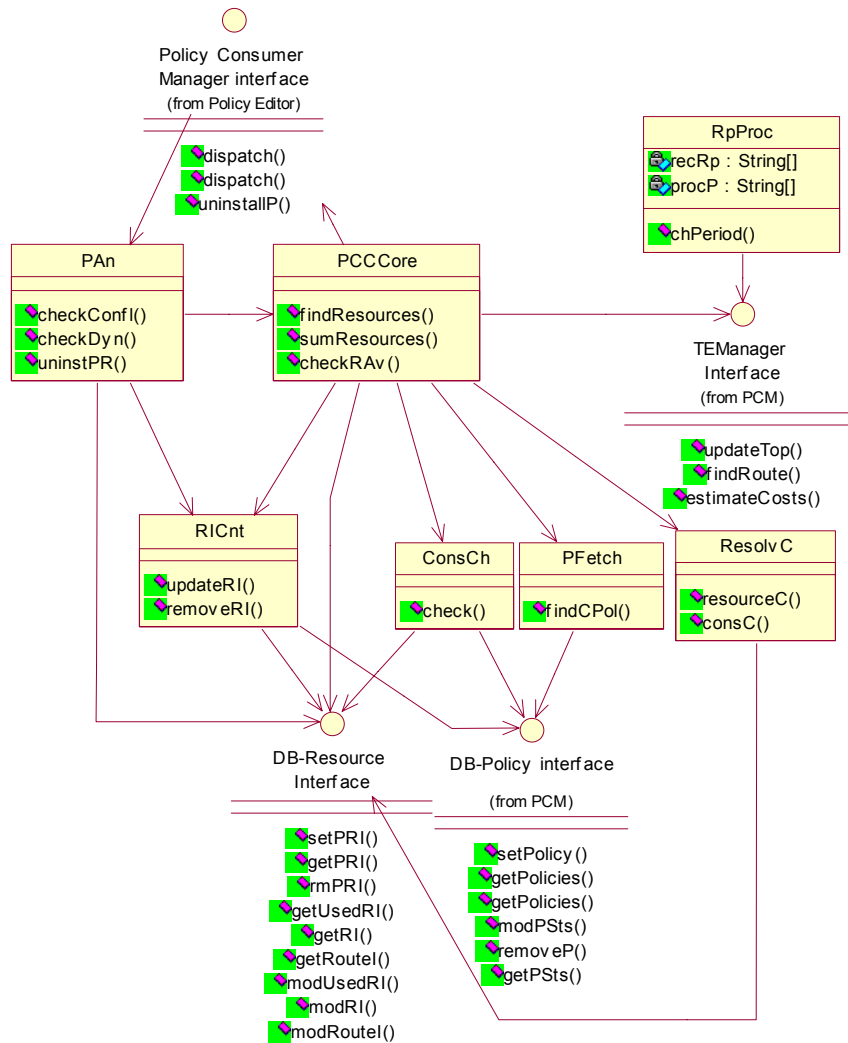 Policy Consumer
Manager interface
(from Policy Editor)
dispatch()
dispatch()
uninstallP()
RpProc
recRp : String[]
procP : String[]
chPeriod()
PAn
checkConfl()
checkDyn()
uninstPR()
PCCCore
findResources()
sumResources()
checkRAv()
TEManager
Interface
(from PCM)
updateTop()
findRoute()
estimateCosts()
RICnt
updateRI()
removeRI()
ConsCh
check()
PFetch
findCPol()
ResolvC
resourceC()
consC()
DB-Resource
Interface
setPRI()
getPRI()
rmPRI()
getUsedRI()
getRI()
getRouteI()
modUsedRI()
modRI()
modRouteI()
DB-Policy interface
(from PCM)
setPolicy()
getPolicies()
getPolicies()
modPSts()
removeP()
getPSts()